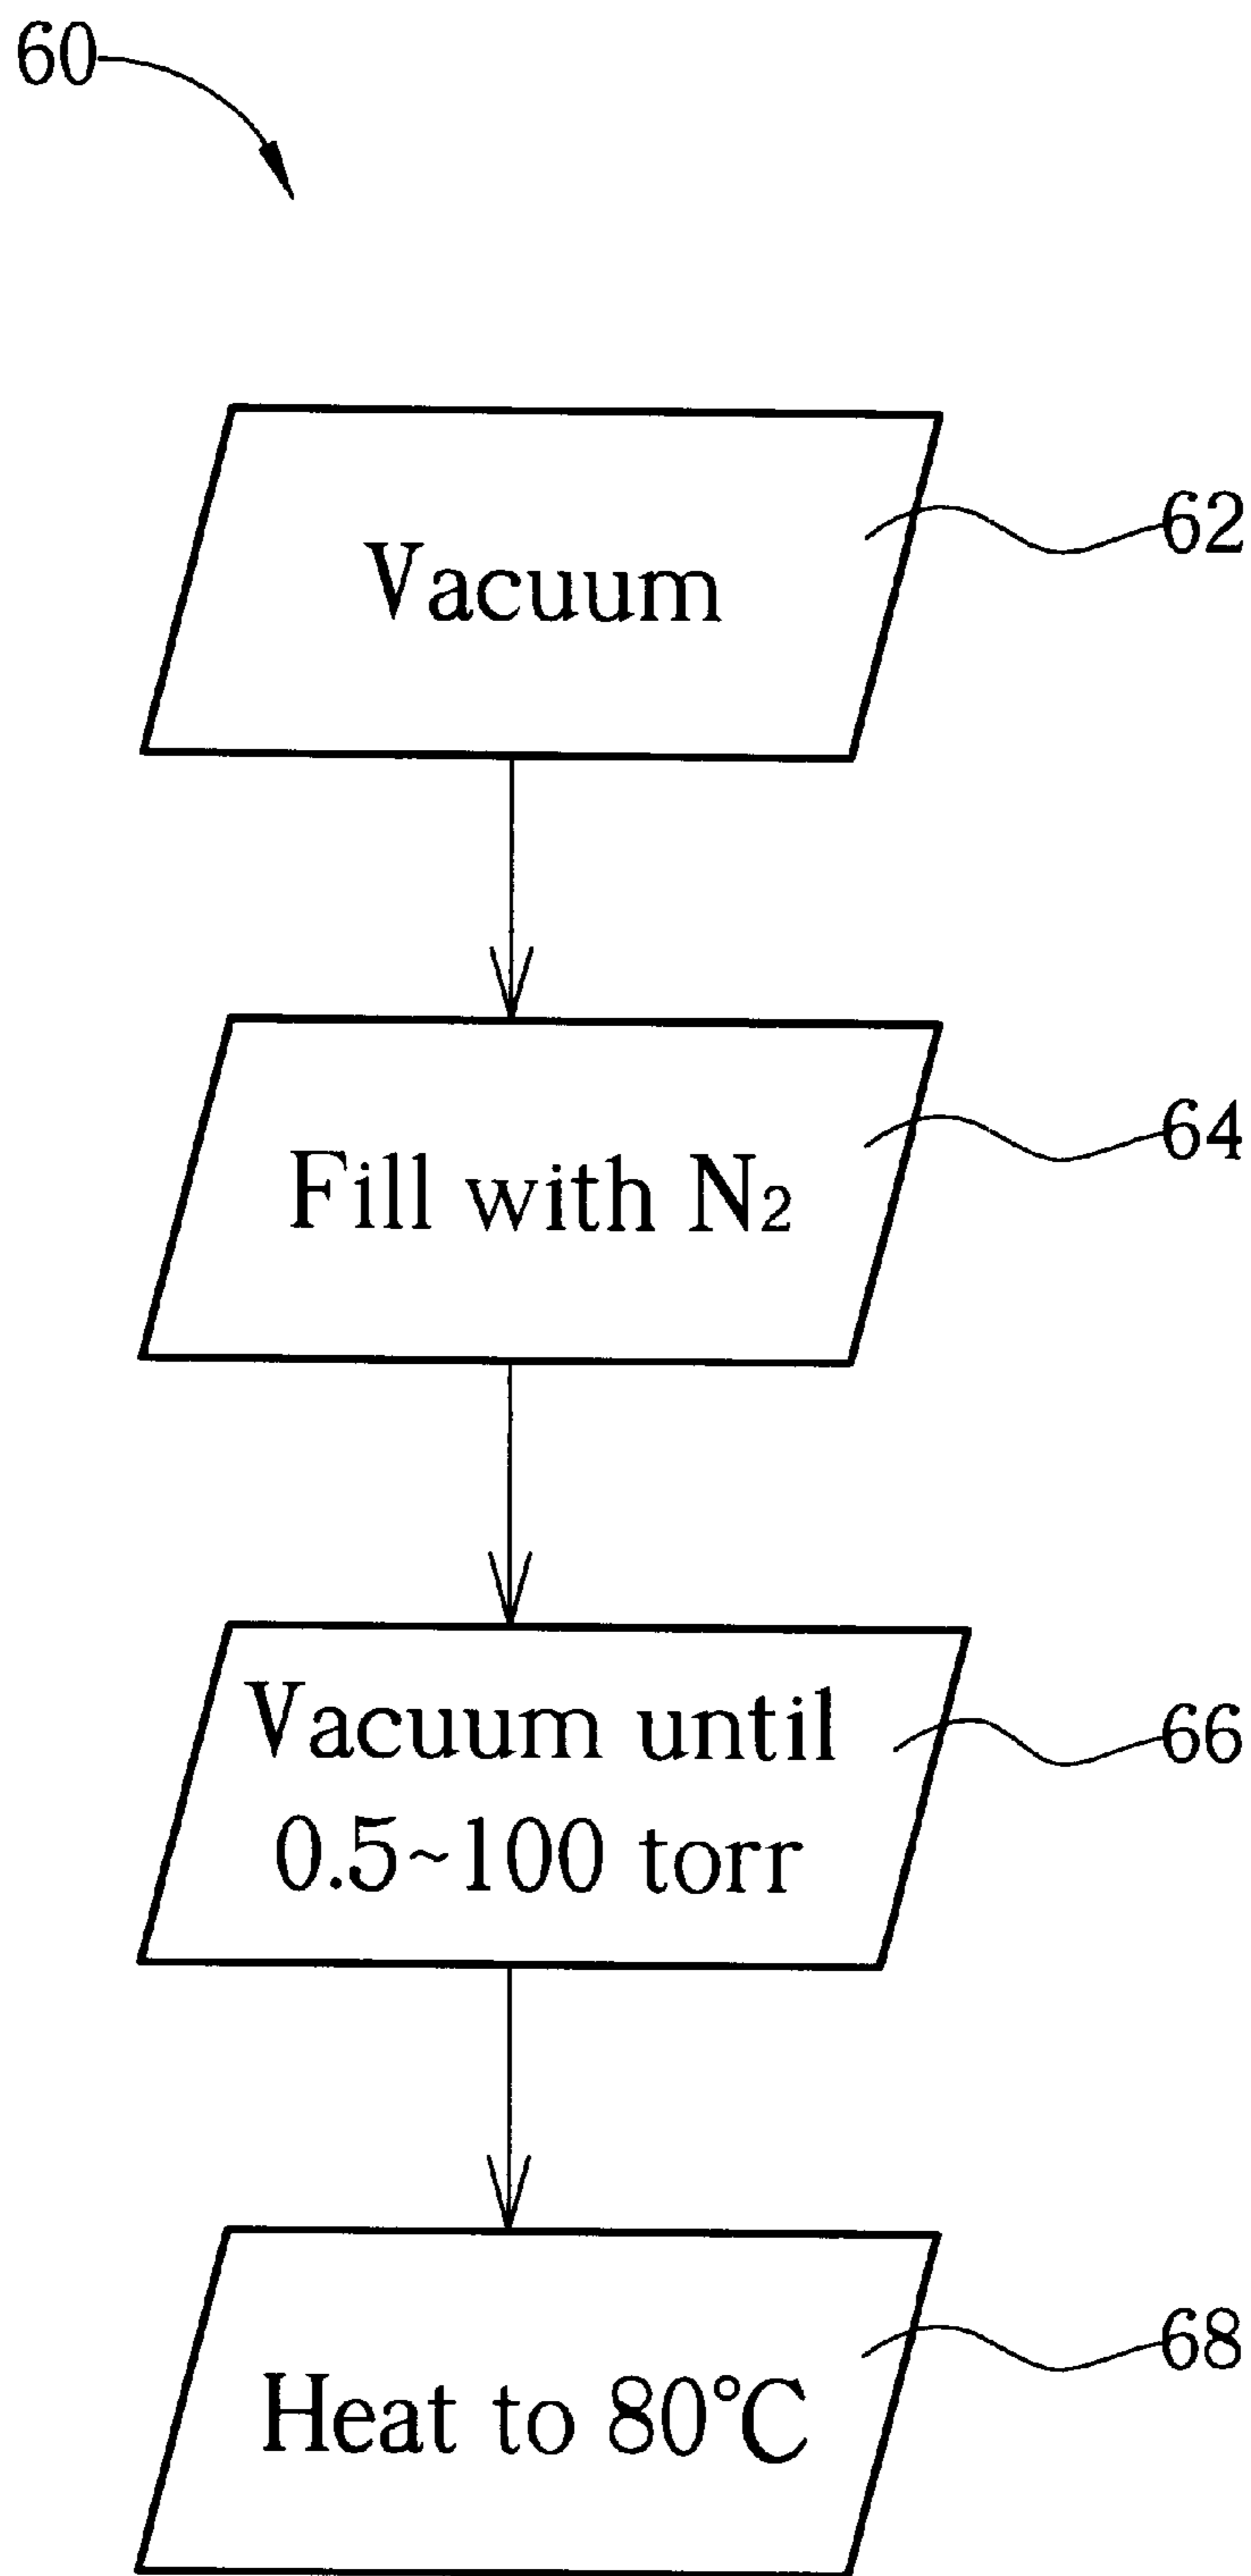 60
Vacuum
62
Fill with N₂
64
Vacuum until
0.5~100 torr
66
Heat to 80℃
68